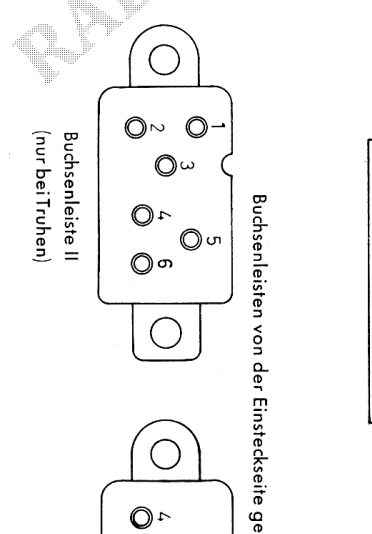 1
2
3
4
5
6
Buchsenleiste II
(nur bei Truhen)
Buchsenleisten von der Einsteckseite ge
4